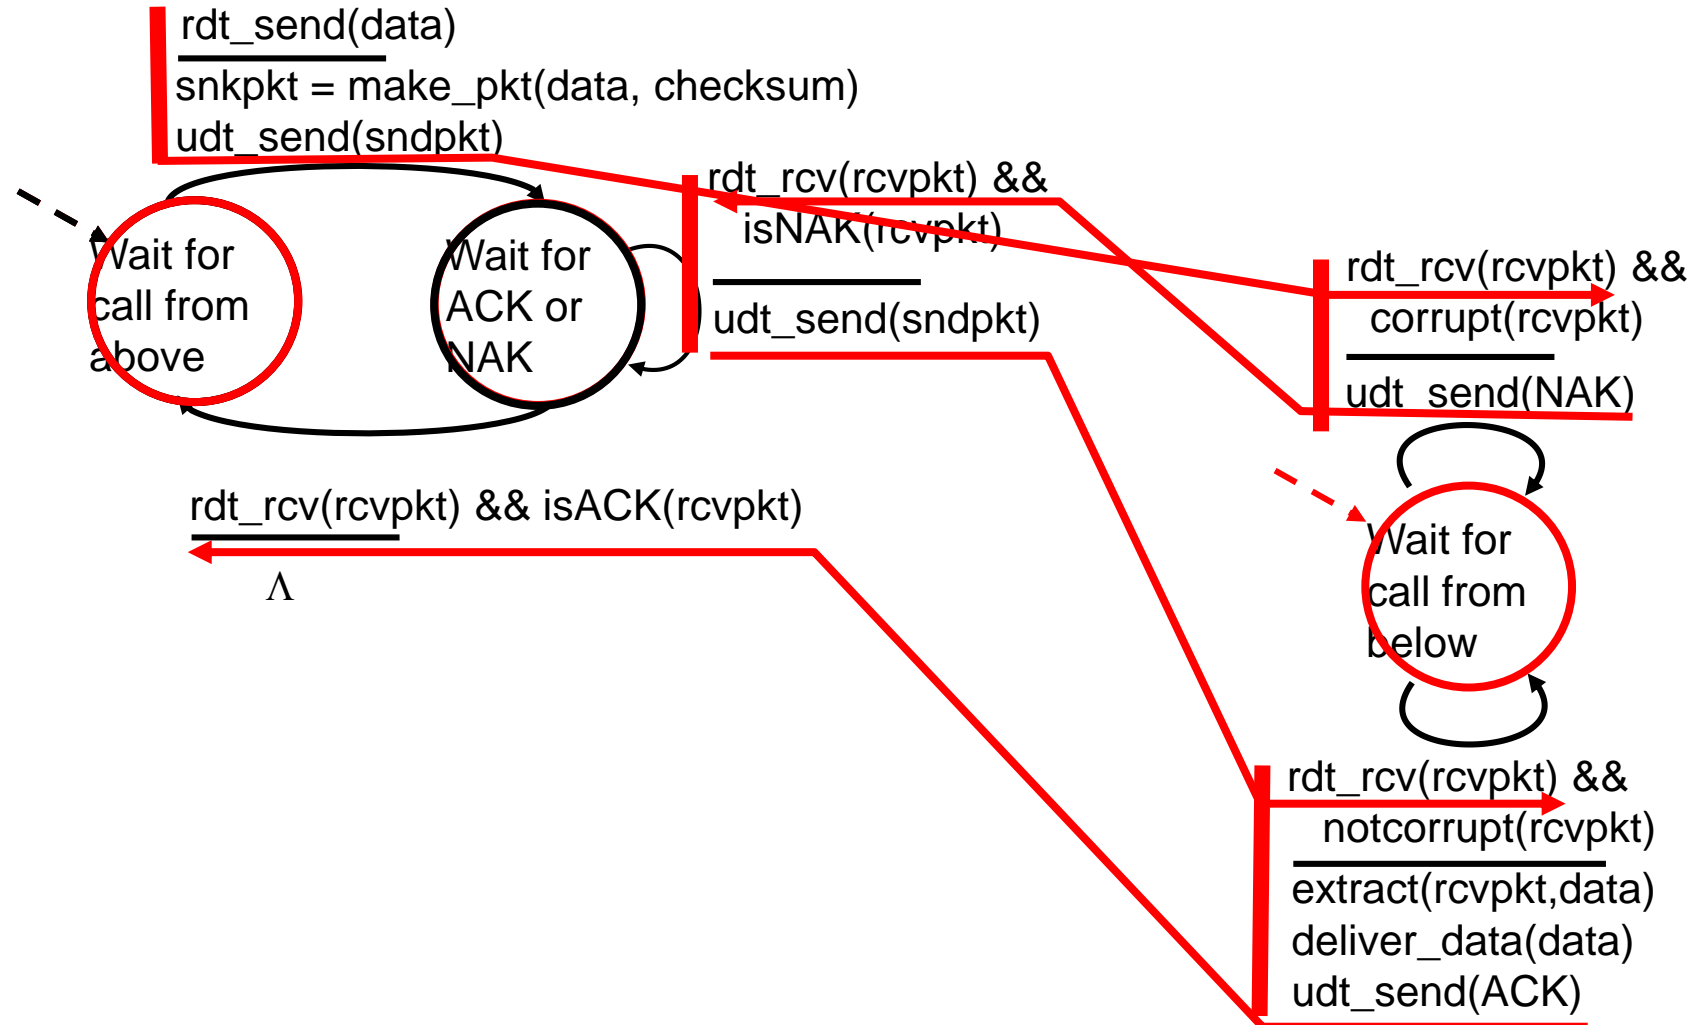 rdt_send(data)
snkpkt = make_pkt(data, checksum)
udt_send(sndpkt)
rdt_rcv(rcvpkt) &&
isNAK(rcvpkt)
udt_send(sndpkt)
Wait for
call from
above
Wait for
ACK or
NAK
rdt_rcv(rcvpkt) && isACK(rcvpkt)
Λ
rdt_rcv(rcvpkt) &&
corrupt(rcvpkt)
udt_send(NAK)
Wait for
call from
below
rdt_rcv(rcvpkt) &&
notcorrupt(rcvpkt)
extract(rcvpkt,data)
deliver_data(data)
udt_send(ACK)